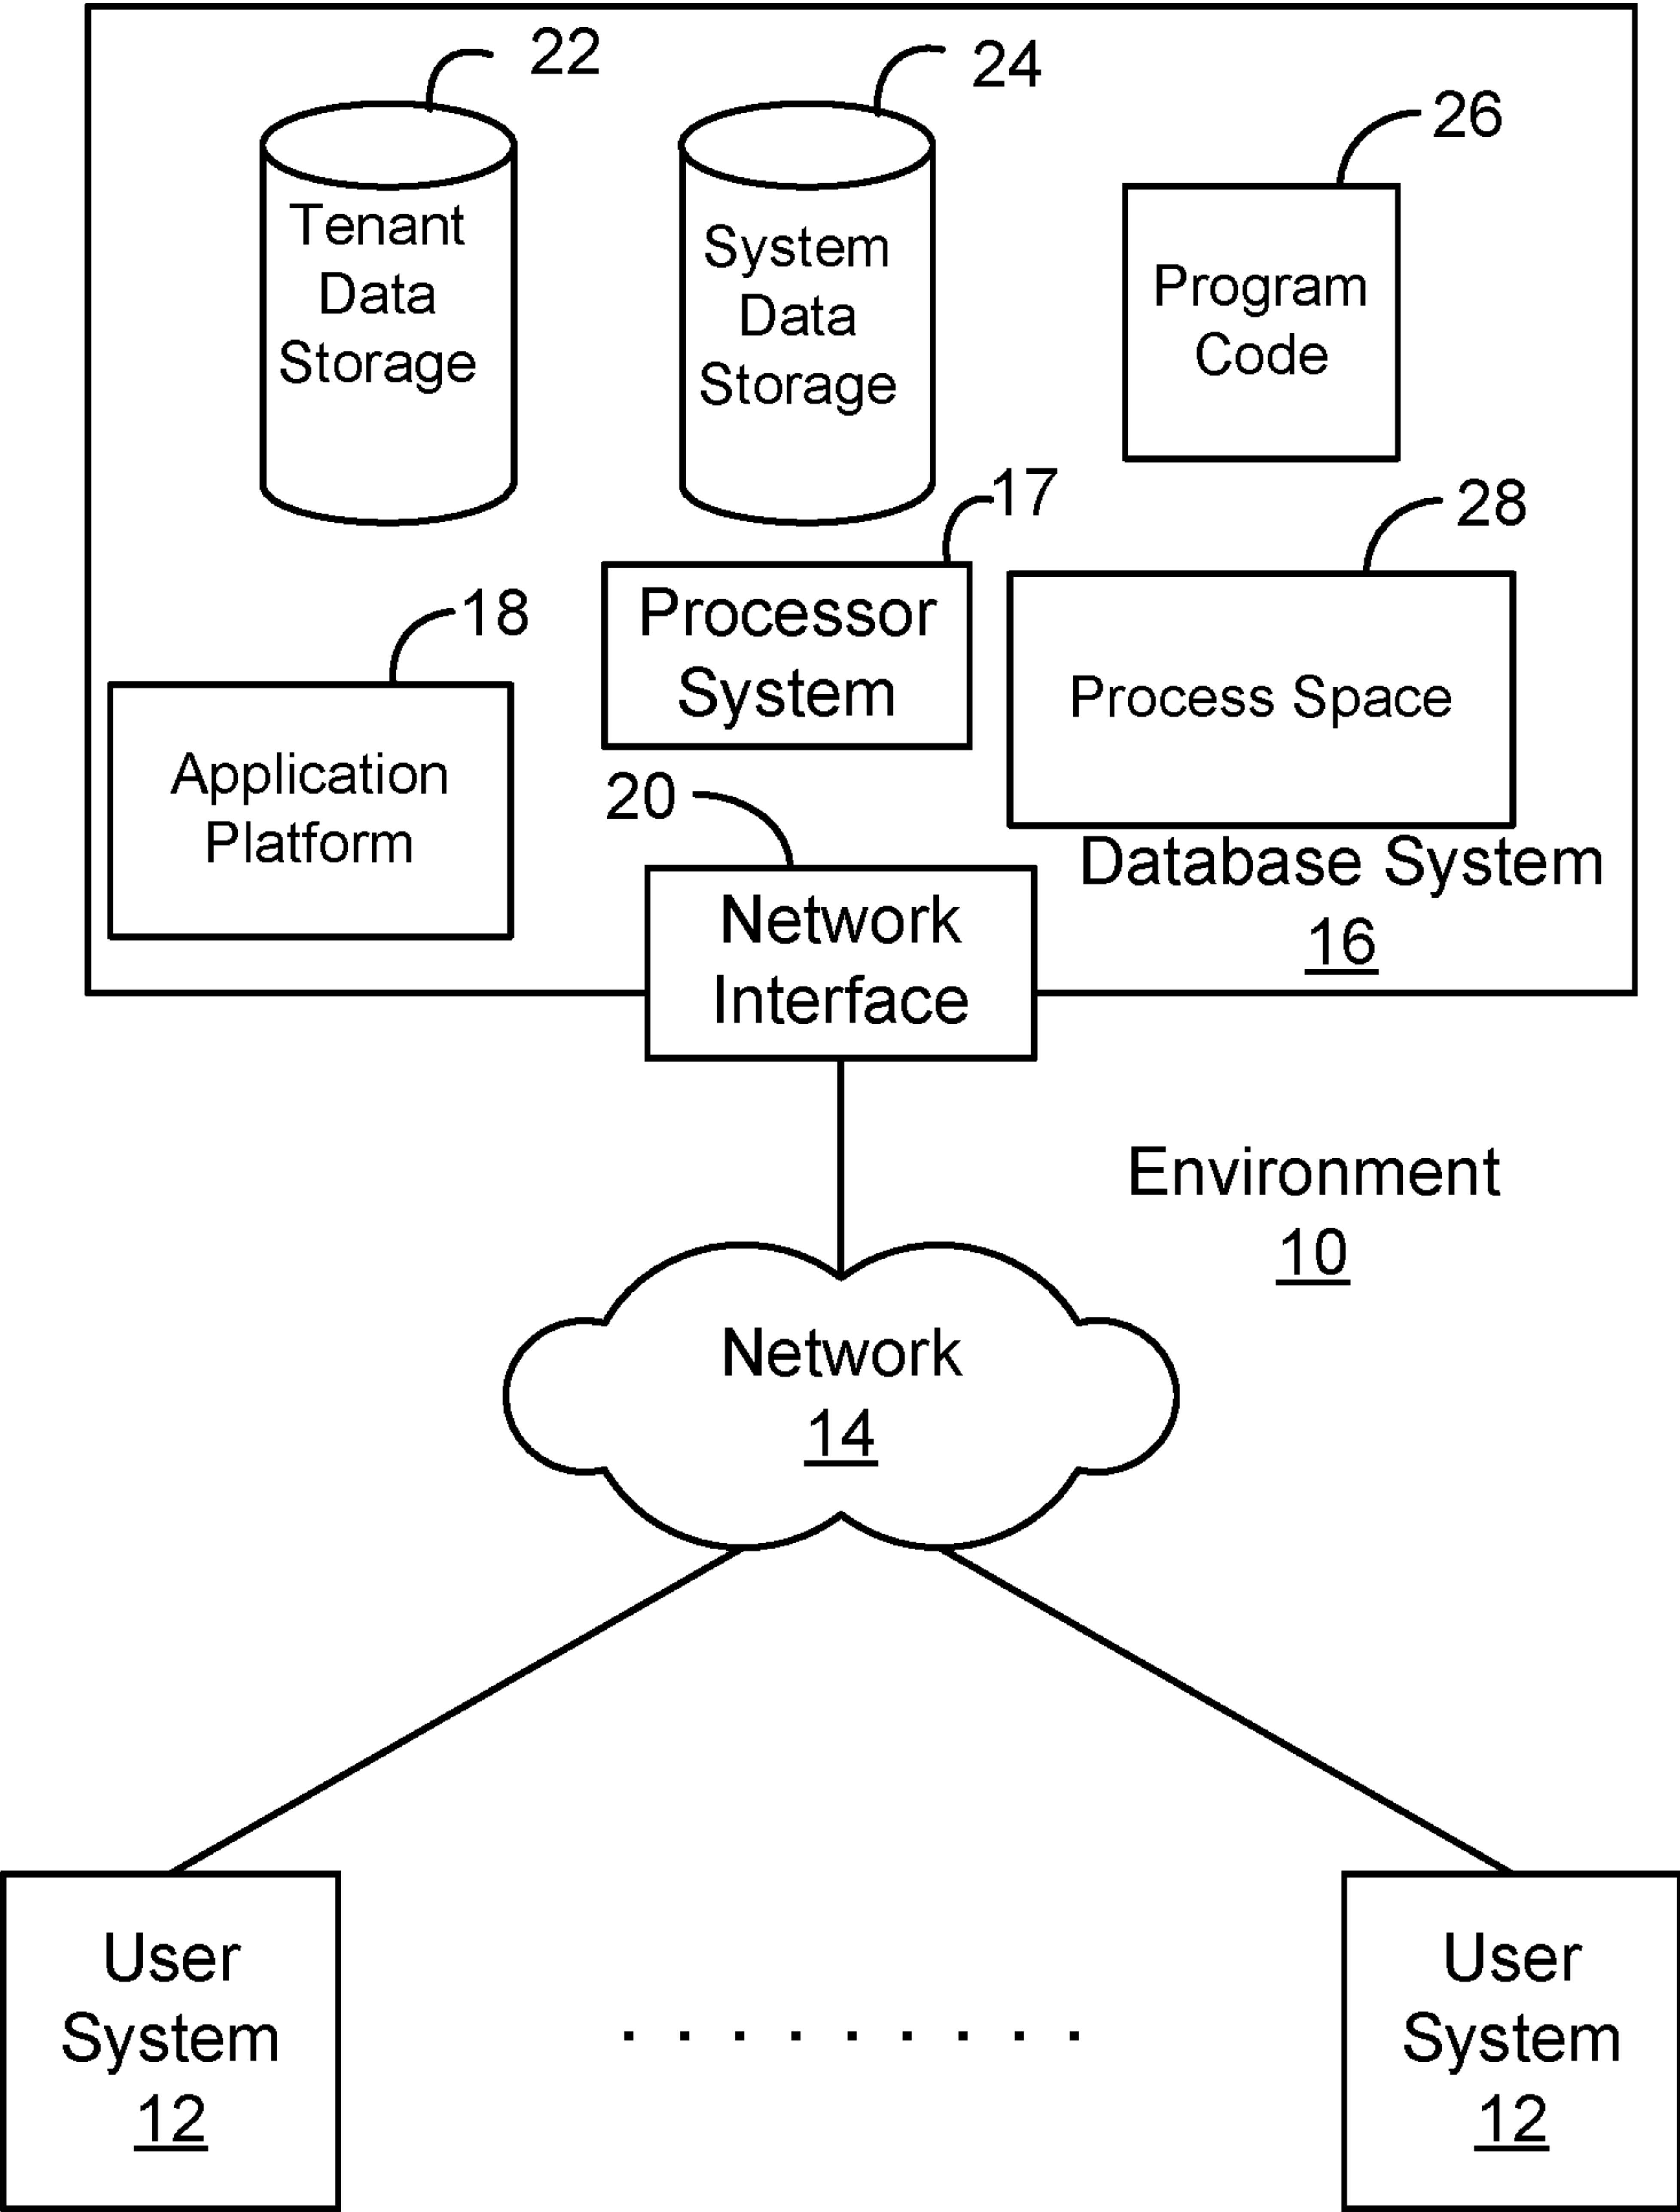 22
24
26
Tenant
Data
Storage
System
Data
Storage
Program
Code
17
28
18
Processor
System
Process Space
Application
Platform
20
Database System
16
Network
Interface
Environment
10
Network
14
User
System
12
. . . . . . . . .
User
System
12